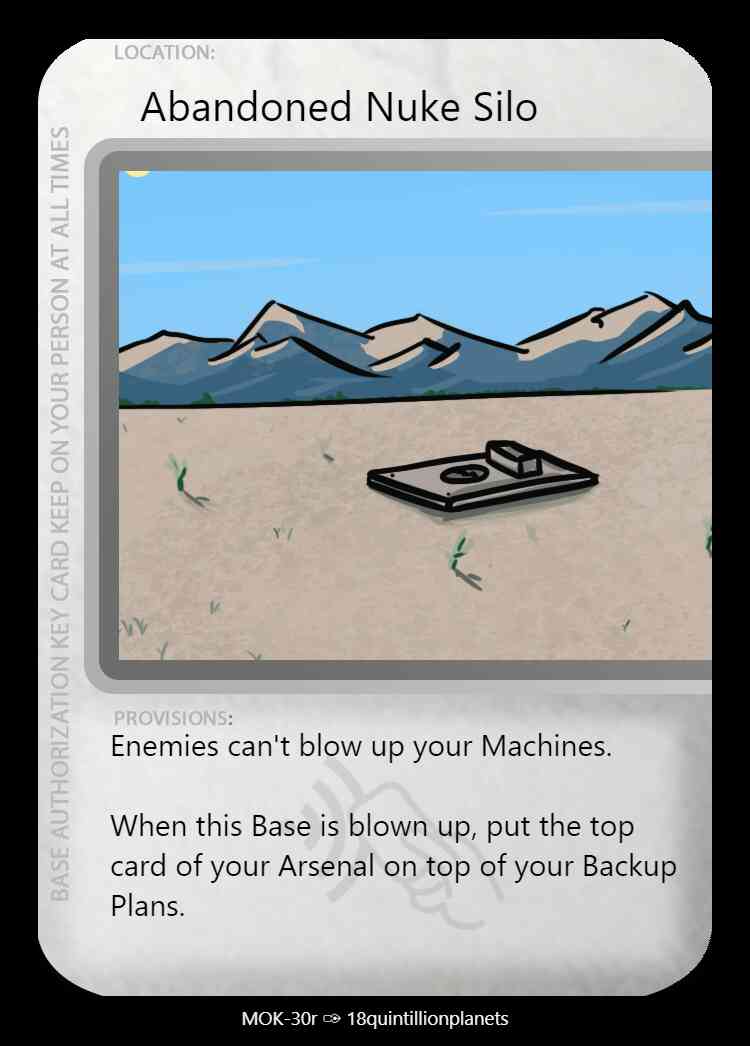 LOCATION:
Abandoned Nuke Silo
BASE AUTHORIZATION KEY CARD KEEP ON YOUR PERSON AT ALL TIMES
PROVISIONS:
Enemies can't blow up your Machines.
When this Base is blown up, put the top
card of your Arsenal on top of your Backup
Plans.
MOK-30r ➩ 18quintillionplanets